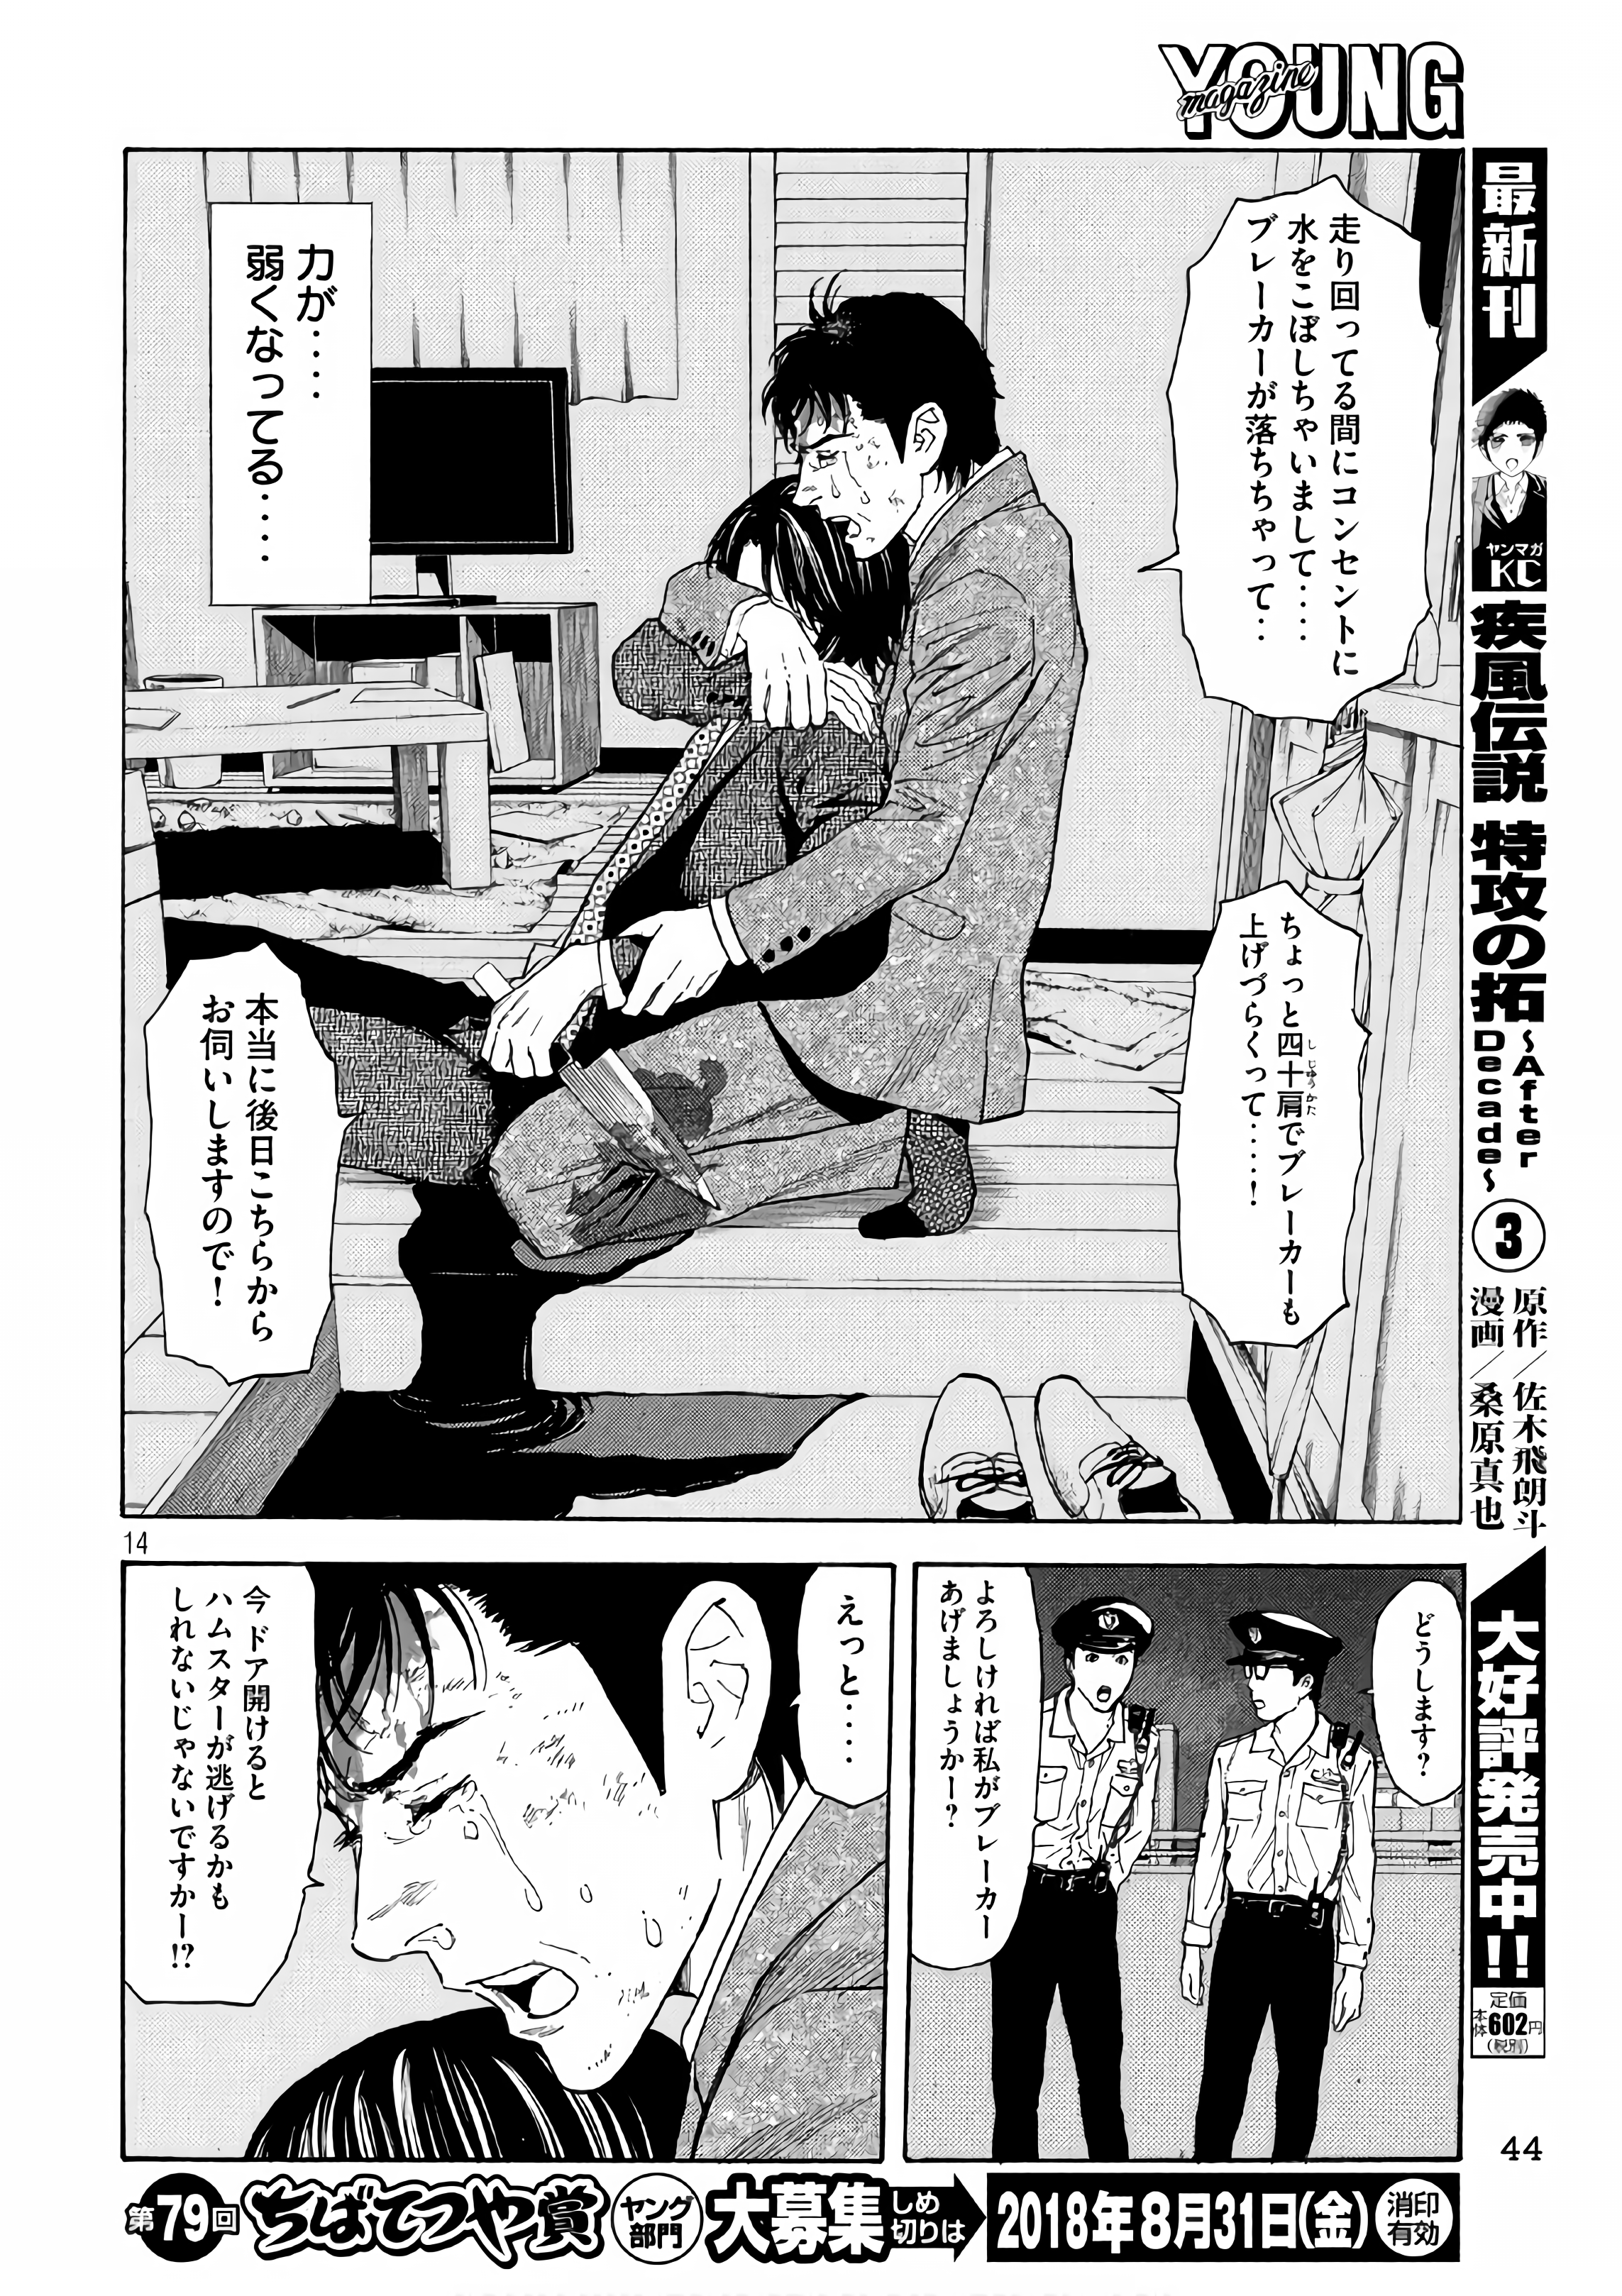 YOUNG
magazine
走り回ってる間にコンセントに
水をこぼしちゃいまして‥‥
ブレーカーが落ちちゃって‥
力が‥‥
弱くなってる‥‥
ちょっと四十肩でブレーカーも
しじゅうかた
上げづらくって‥‥!
本当に後日こちらから
お伺いしますので!
14
どうします?
よろしければ私がブレーカー
あげましょうかー?
えっと‥‥
今ドア開けると
ハムスターが逃げるかも
しれないじゃないですかー!?
最新刊
ヤンマガ
KC
疾風伝説 特攻の拓
~After
Decade~
3
原作/佐木飛朗斗
漫画/桑原真也
大好評発売中!!
定価
本体602円
(税別)
44
第79回
ちばてつや賞
ヤング
部門
大募集
しめ
切りは
2018年8月31日(金)
消印
有効